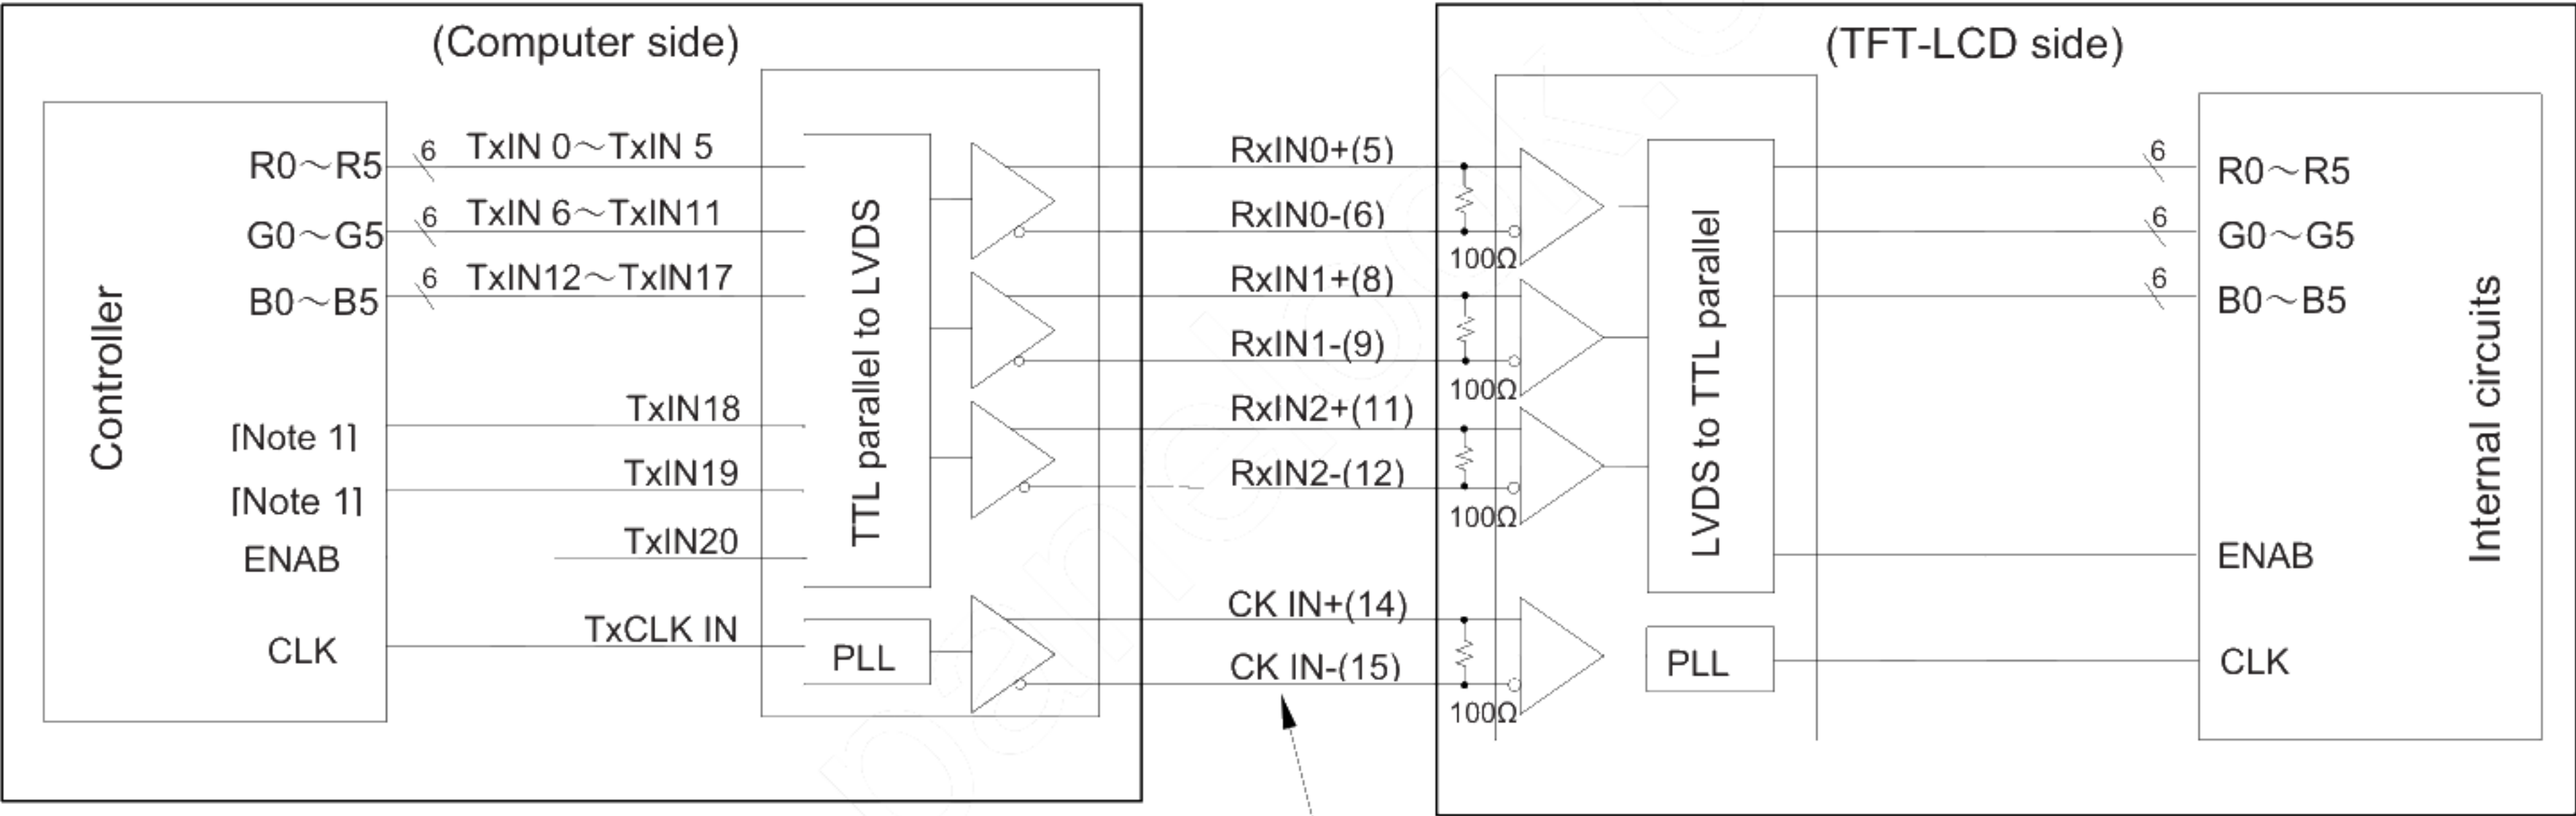 (Computer side)
(TFT-LCD side)
Controller
R0～R5
6
TxIN 0～TxIN 5
G0～G5
6
TxIN 6～TxIN11
B0～B5
6
TxIN12～TxIN17
[Note 1]
TxIN18
[Note 1]
TxIN19
ENAB
TxIN20
CLK
TxCLK IN
TTL parallel to LVDS
PLL
RxIN0+(5)
RxIN0-(6)
100Ω
RxIN1+(8)
RxIN1-(9)
100Ω
RxIN2+(11)
RxIN2-(12)
100Ω
CK IN+(14)
CK IN-(15)
100Ω
LVDS to TTL parallel
PLL
6
R0～R5
6
G0～G5
6
B0～B5
ENAB
CLK
Internal circuits